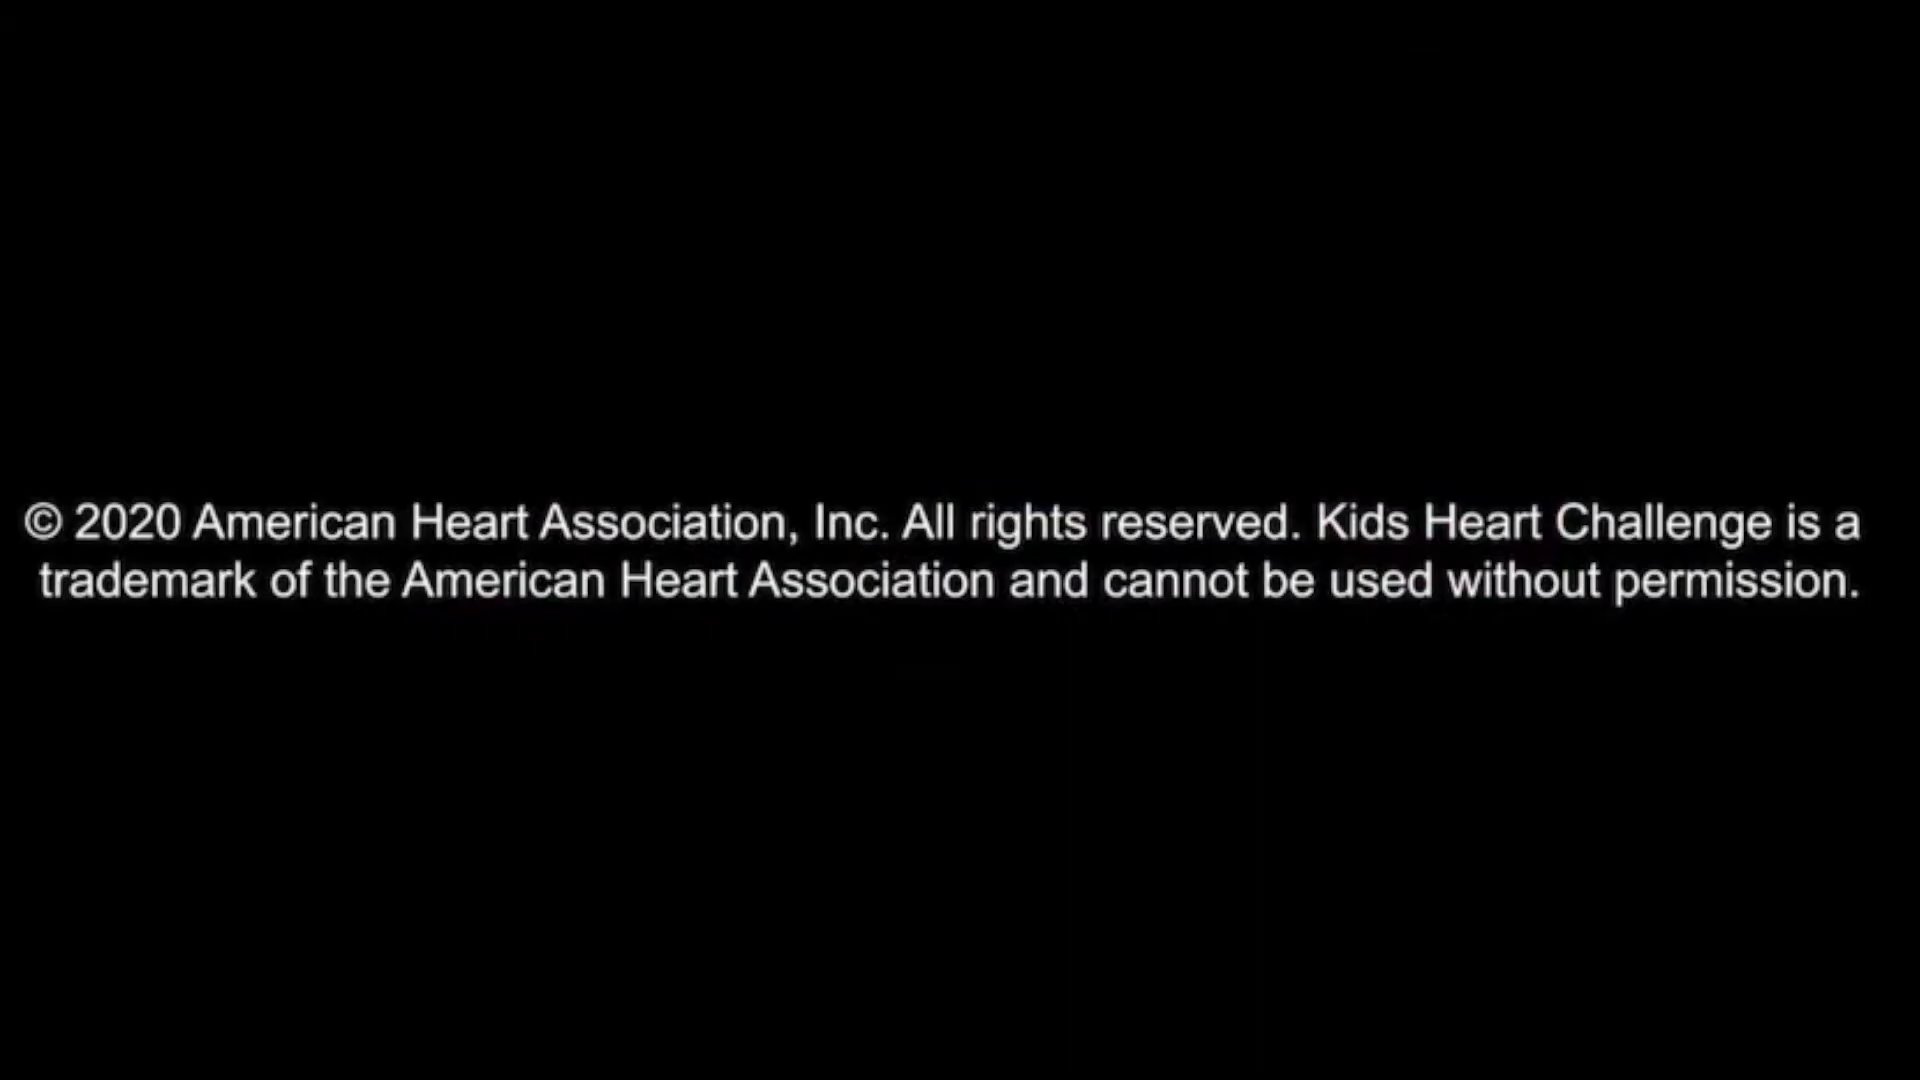 © 2020 American Heart Association, Inc. All rights reserved. Kids Heart Challenge is a
trademark of the American Heart Association and cannot be used without permission.